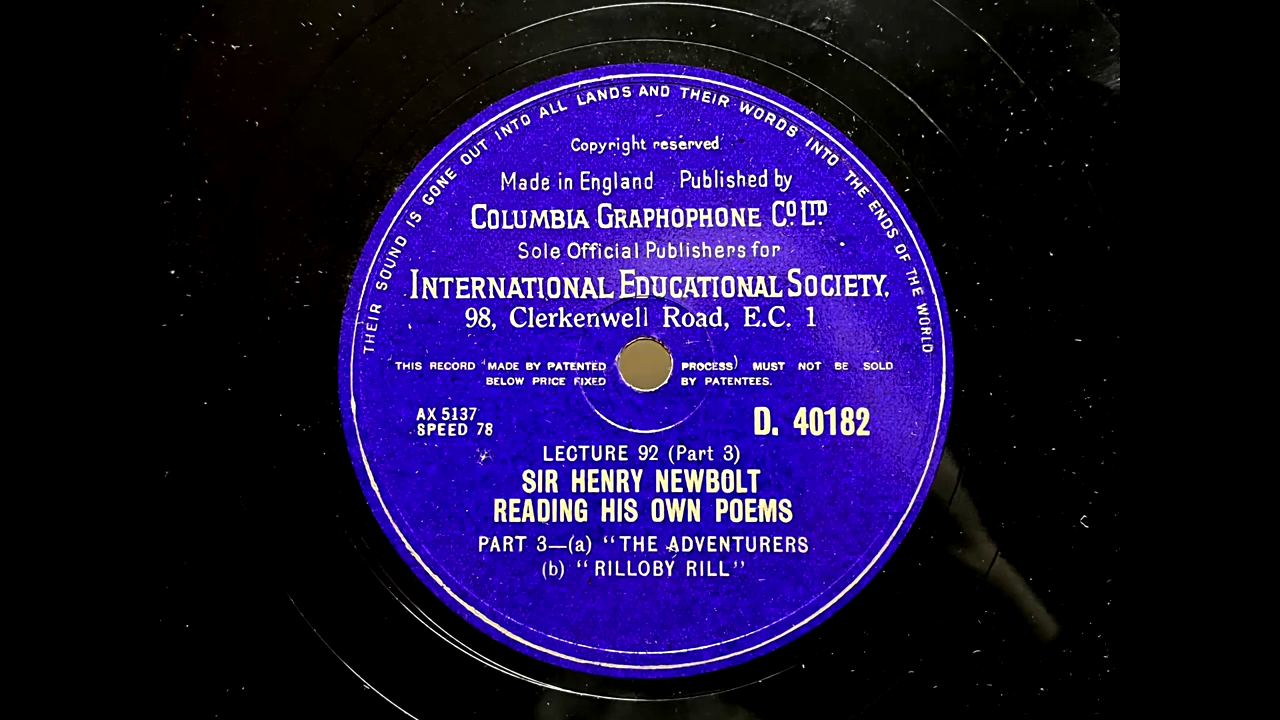 THEIR SOUND IS GONE OUT INTO ALL LANDS AND THEIR WORDS INTO THE ENDS OF THE WORLD
Copyright reserved
Made in England Published by
COLUMBIA GRAPHOPHONE CO. LTD.
Sole Official Publishers for
INTERNATIONAL EDUCATIONAL SOCIETY,
98, Clerkenwell Road, E.C. 1
THIS RECORD (MADE BY PATENTED PROCESS) MUST NOT BE SOLD
BELOW PRICE FIXED BY PATENTEES.
AX 5137
SPEED 78
D. 40182
LECTURE 92 (Part 3)
SIR HENRY NEWBOLT
READING HIS OWN POEMS
PART 3—(a) “THE ADVENTURERS
(b) “RILLOBY RILL”